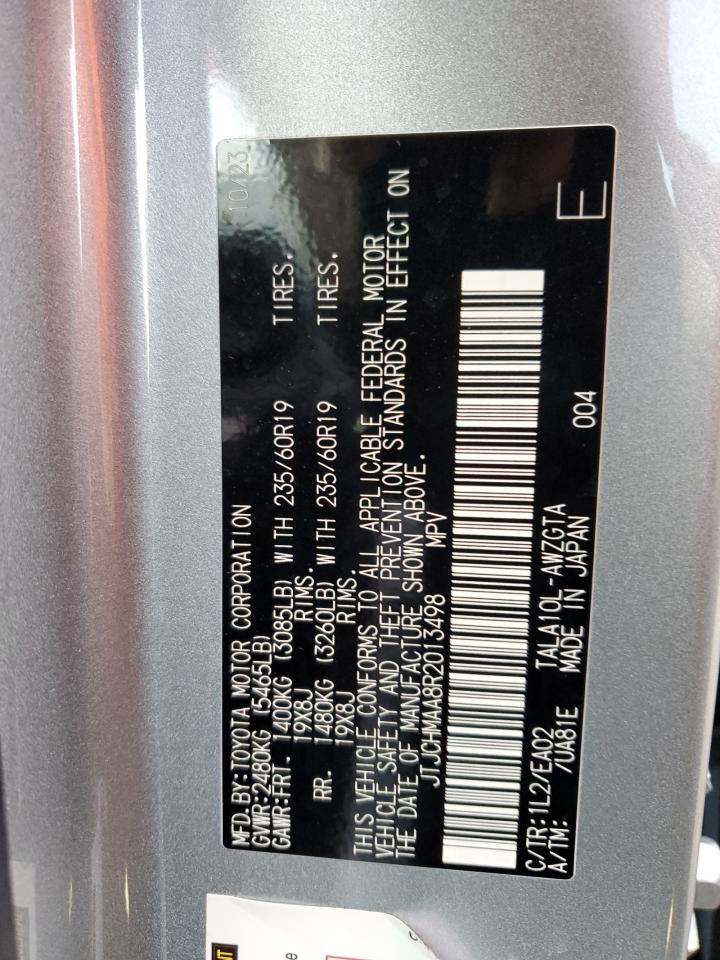 MFD.BY:TOYOTA MOTOR CORPORATION 10/23
GVWR:2480KG (5465LB)
GAWR:FRT. 1400KG (3085LB) WITH 235/60R19 TIRES.
19X8J RIMS.
RR. 1480KG (3260LB) WITH 235/60R19 TIRES.
19X8J RIMS.
THIS VEHICLE CONFORMS TO ALL APPLICABLE FEDERAL MOTOR
VEHICLE SAFETY AND THEFT PREVENTION STANDARDS IN EFFECT ON
THE DATE OF MANUFACTURE SHOWN ABOVE.
JTJCHMAA8R2013498 MPV
C/TR:1L2/EA02 TALA10L-AWZGTA 004 E
A/TM: /UA81E MADE IN JAPAN